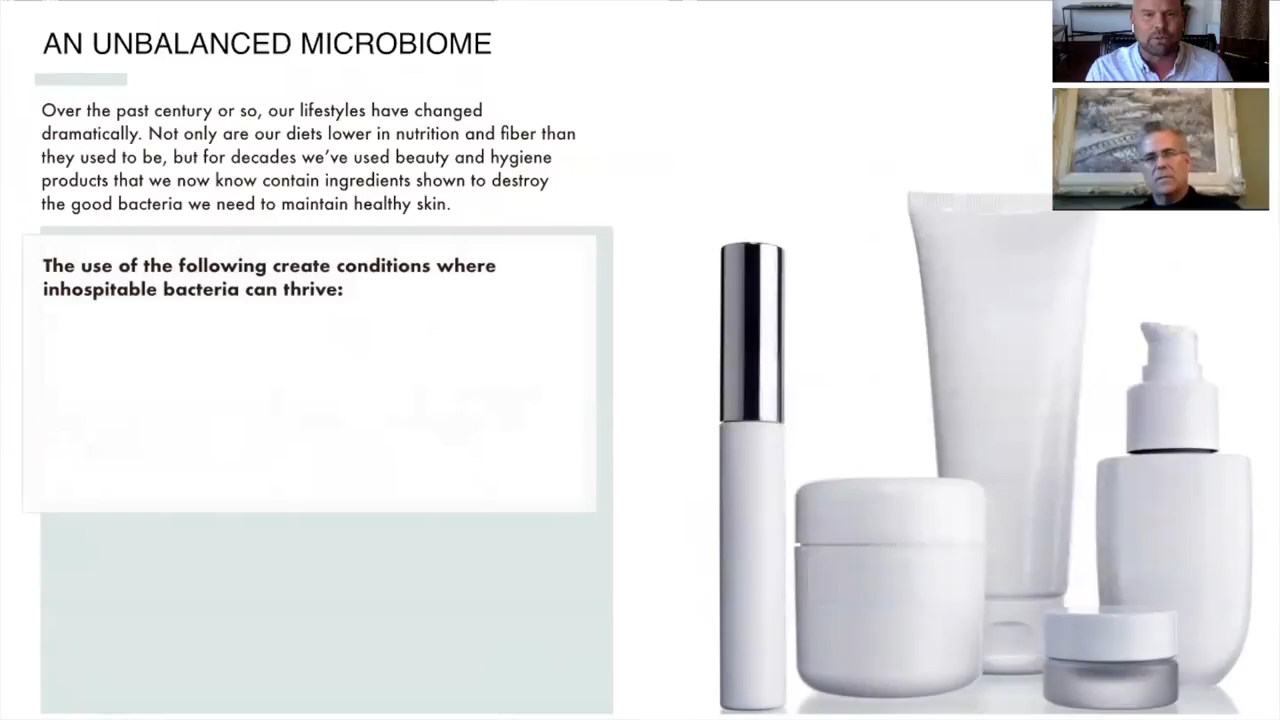 AN UNBALANCED MICROBIOME
Over the past century or so, our lifestyles have changed
dramatically. Not only are our diets lower in nutrition and fiber than
they used to be, but for decades we’ve used beauty and hygiene
products that we now know contain ingredients shown to destroy
the good bacteria we need to maintain healthy skin.
The use of the following create conditions where
inhospitable bacteria can thrive: